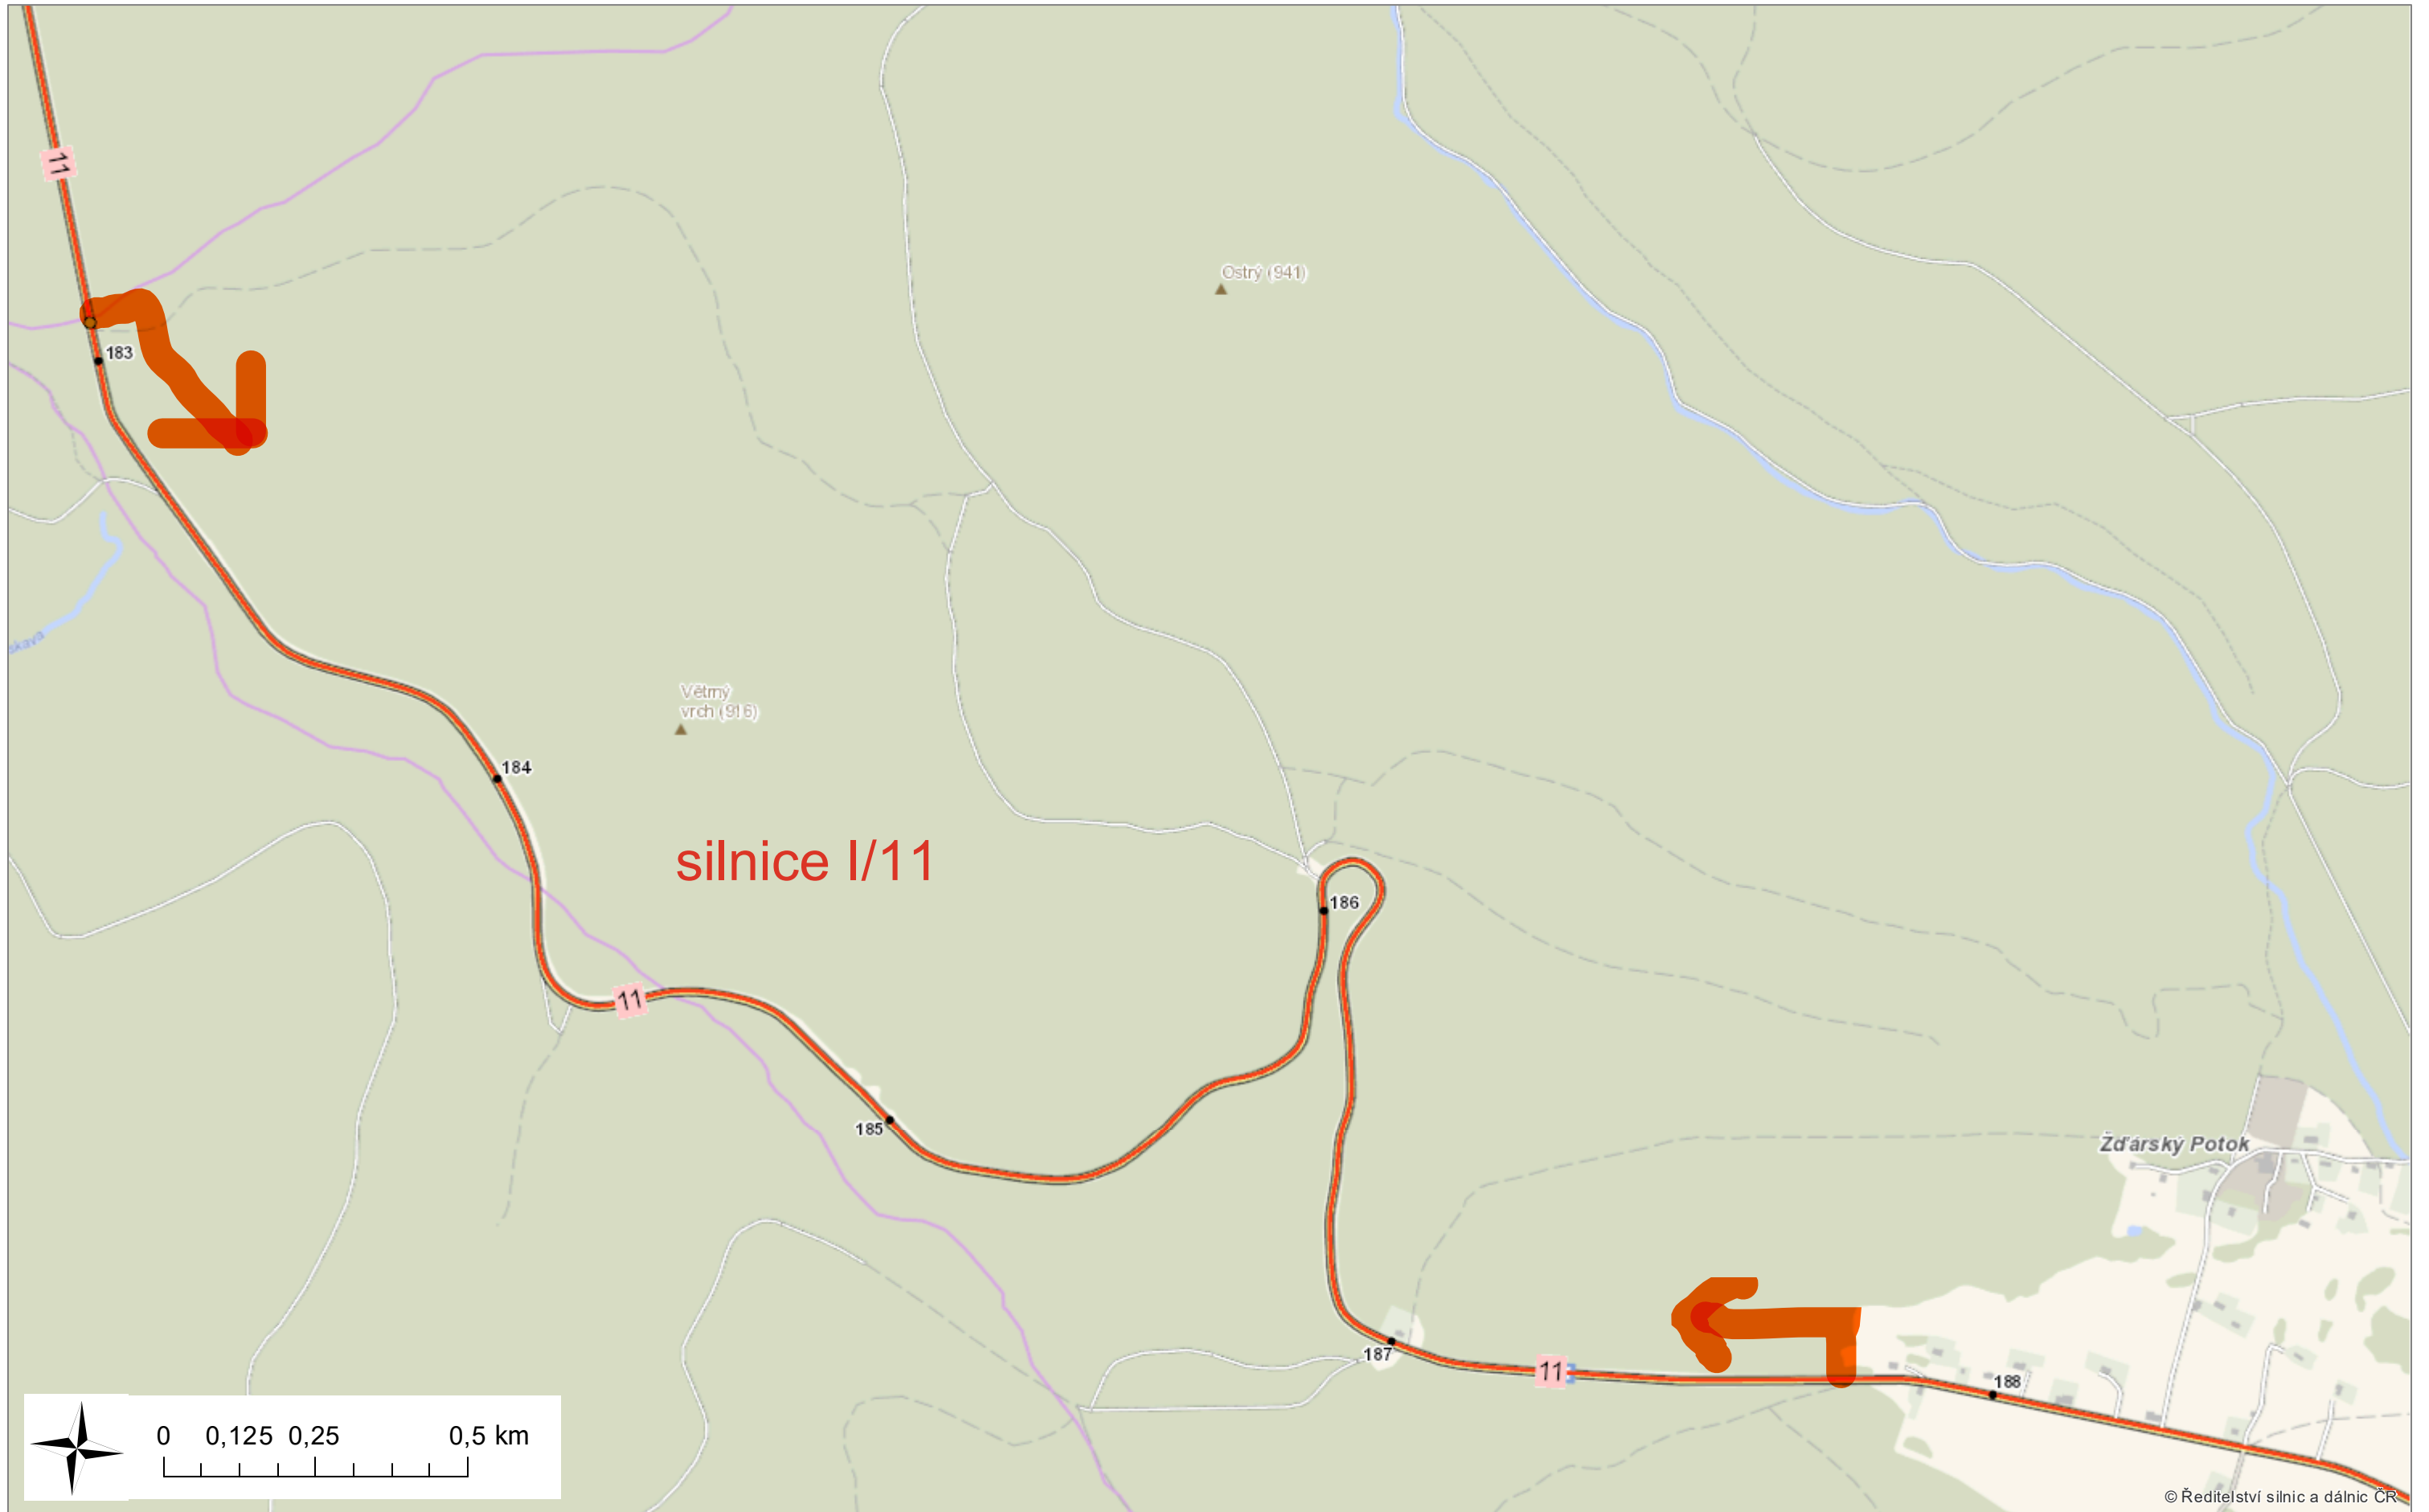 11
Ostrý (941)
183
skava
Větrný
vrch (916)
184
silnice I/11
186
11
185
Žďárský Potok
187
11
188
0 0,125 0,25 0,5 km
© Ředitelství silnic a dálnic ČR